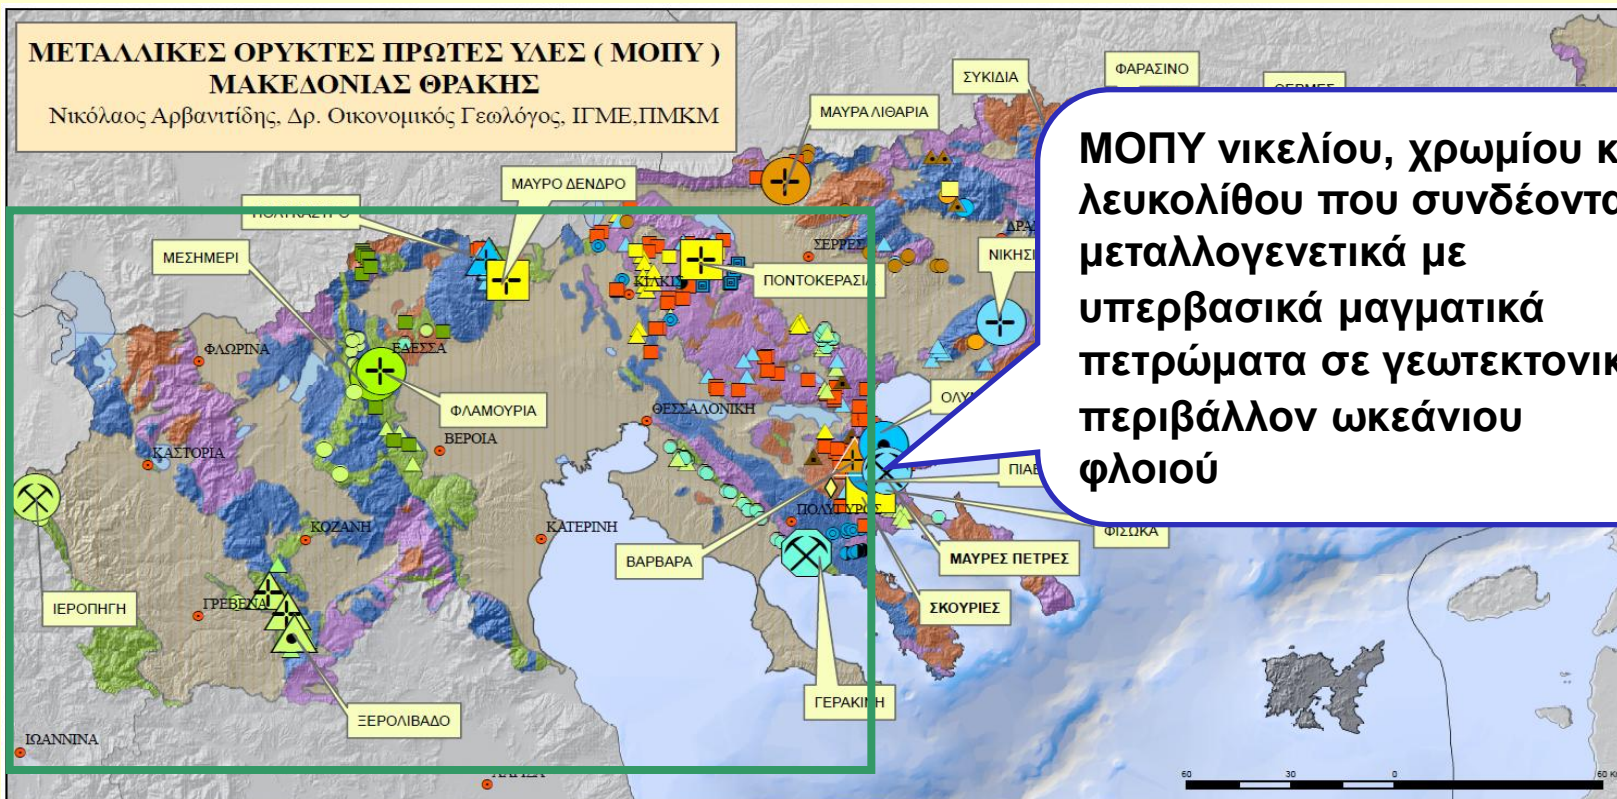 ΜΕΤΑΛΛΙΚΕΣ ΟΡΥΚΤΕΣ ΠΡΩΤΕΣ ΥΛΕΣ ( ΜΟΠΥ )
ΜΑΚΕΔΟΝΙΑΣ ΘΡΑΚΗΣ
Νικόλαος Αρβανιτίδης, Δρ. Οικονομικός Γεωλόγος, ΙΓΜΕ,ΠΜΚΜ
ΣΥΚΙΔΙΑ
ΦΑΡΑΣΙΝΟ
ΜΑΥΡΑ ΛΙΘΑΡΙΑ
ΜΟΠΥ νικελίου, χρωμίου
λευκολίθου που
μεταλλογενετικά με
υπερβασικά μαγματικά
πετρώματα σε
περιβάλλον ωκεάνιου
φλοιού
ΜΑΥΡΟ ΔΕΝΔΡΟ
ΜΕΣΗΜΕΡΙ
ΣΕΡΡΕΣ
ΚΙΛΚΙΣ
ΠΟΝΤΟΚΕΡΑΣΙΑ
ΦΛΩΡΙΝΑ
ΕΔΕΣΣΑ
ΦΛΑΜΟΥΡΙΑ
ΘΕΣΣΑΛΟΝΙΚΗ
ΒΕΡΟΙΑ
ΚΑΣΤΟΡΙΑ
ΠΟΛΥΓΥΡΟΣ
ΚΟΖΑΝΗ
ΚΑΤΕΡΙΝΗ
ΦΙΣΩΚΑ
ΒΑΡΒΑΡΑ
ΜΑΥΡΕΣ ΠΕΤΡΕΣ
ΙΕΡΟΠΗΓΗ
ΓΡΕΒΕΝΑ
ΣΚΟΥΡΙΕΣ
ΓΕΡΑΚΙΝΗ
ΞΕΡΟΛΙΒΑΔΟ
ΙΩΑΝΝΙΝΑ
60 30 0 60